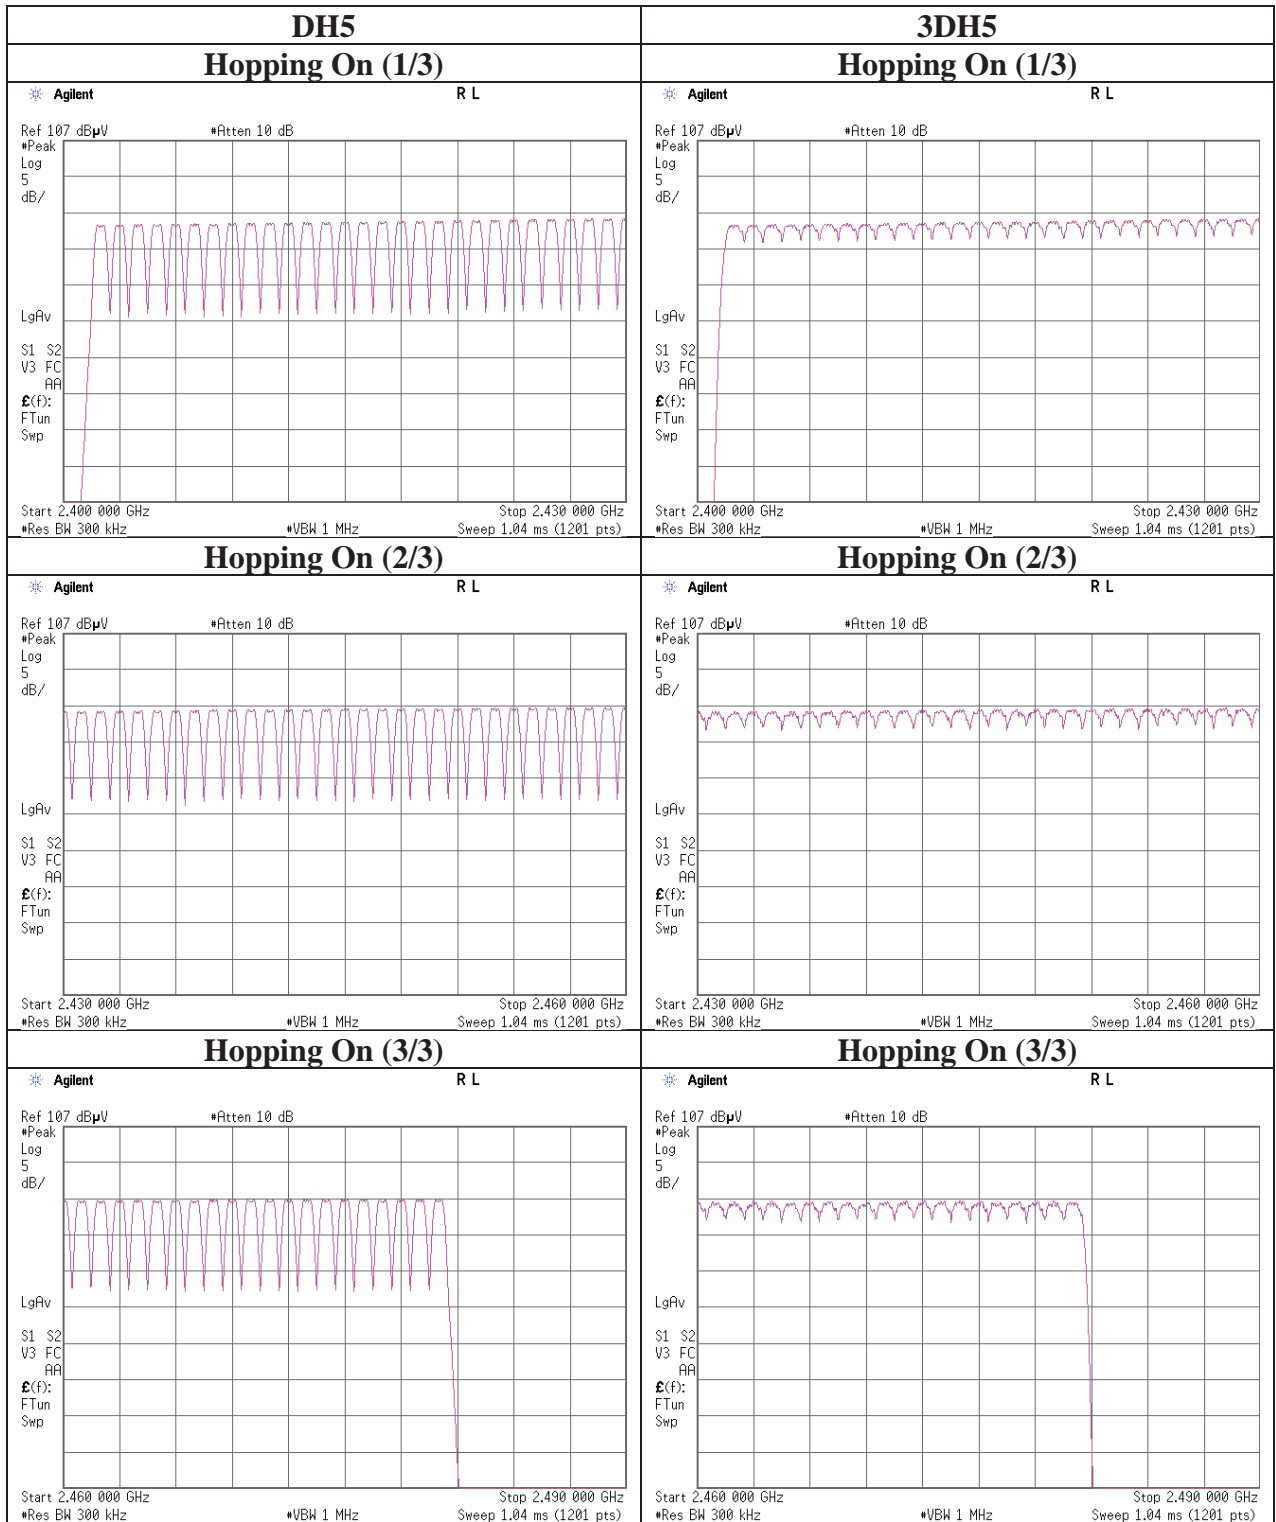 DH5 3DH5
Hopping On (1/3) Hopping On (1/3)
Agilent R L
Ref 107 dBµV #Atten 10 dB
#Peak
Log
5
dB/
LgAv
S1 S2
V3 FC
AA
£(f):
FTun
Swp
Start 2.400 000 GHz Stop 2.430 000 GHz
#Res BW 300 kHz #VBW 1 MHz Sweep 1.04 ms (1201 pts)
Agilent R L
Ref 107 dBµV #Atten 10 dB
#Peak
Log
5
dB/
LgAv
S1 S2
V3 FC
AA
£(f):
FTun
Swp
Start 2.400 000 GHz Stop 2.430 000 GHz
#Res BW 300 kHz #VBW 1 MHz Sweep 1.04 ms (1201 pts)
Hopping On (2/3) Hopping On (2/3)
Agilent R L
Ref 107 dBµV #Atten 10 dB
#Peak
Log
5
dB/
LgAv
S1 S2
V3 FC
AA
£(f):
FTun
Swp
Start 2.430 000 GHz Stop 2.460 000 GHz
#Res BW 300 kHz #VBW 1 MHz Sweep 1.04 ms (1201 pts)
Agilent R L
Ref 107 dBµV #Atten 10 dB
#Peak
Log
5
dB/
LgAv
S1 S2
V3 FC
AA
£(f):
FTun
Swp
Start 2.430 000 GHz Stop 2.460 000 GHz
#Res BW 300 kHz #VBW 1 MHz Sweep 1.04 ms (1201 pts)
Hopping On (3/3) Hopping On (3/3)
Agilent R L
Ref 107 dBµV #Atten 10 dB
#Peak
Log
5
dB/
LgAv
S1 S2
V3 FC
AA
£(f):
FTun
Swp
Start 2.460 000 GHz Stop 2.490 000 GHz
#Res BW 300 kHz #VBW 1 MHz Sweep 1.04 ms (1201 pts)
Agilent R L
Ref 107 dBµV #Atten 10 dB
#Peak
Log
5
dB/
LgAv
S1 S2
V3 FC
AA
£(f):
FTun
Swp
Start 2.460 000 GHz Stop 2.490 000 GHz
#Res BW 300 kHz #VBW 1 MHz Sweep 1.04 ms (1201 pts)